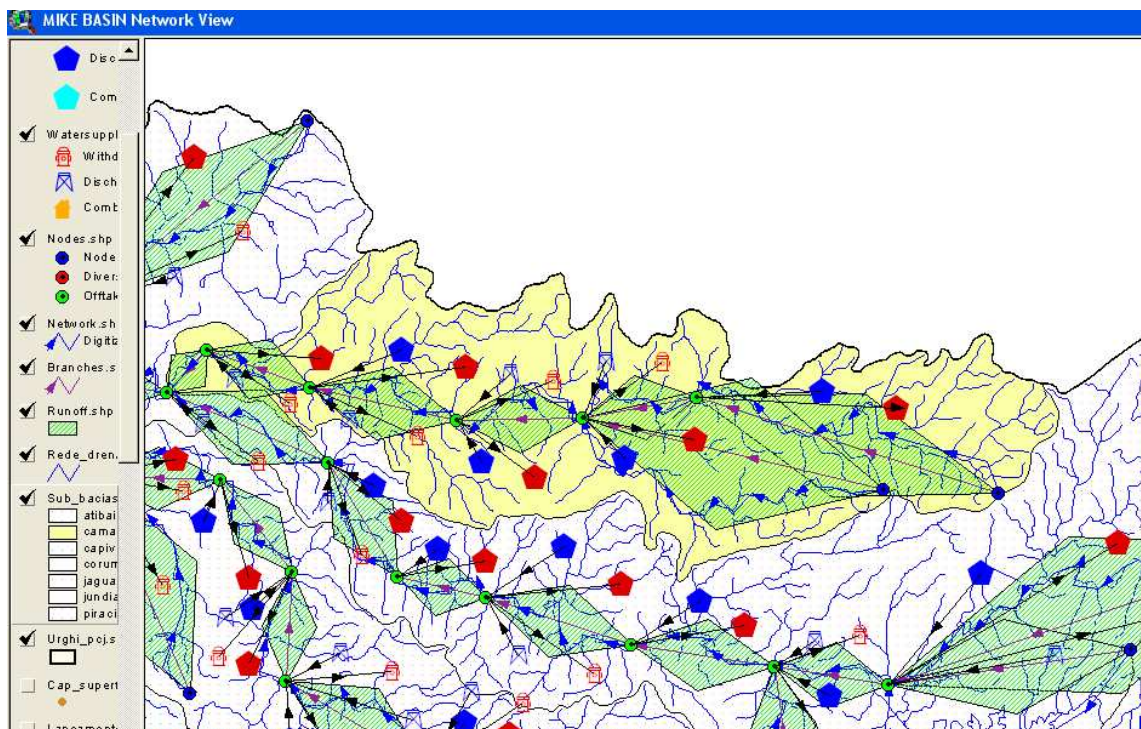 MIKE BASIN Network View
Disc
Com
Watersuppl
Withd
Disch
Comb
Nodes.shp
Node
Divers
Offtak
Network.sh
Digitiz
Branches.s
Runoff.shp
Rede_dren.
Sub_bacias
atibai
cama
capiv
corum
jagua
jundia
piraci
Urghi_pcj.s
Cap_supert